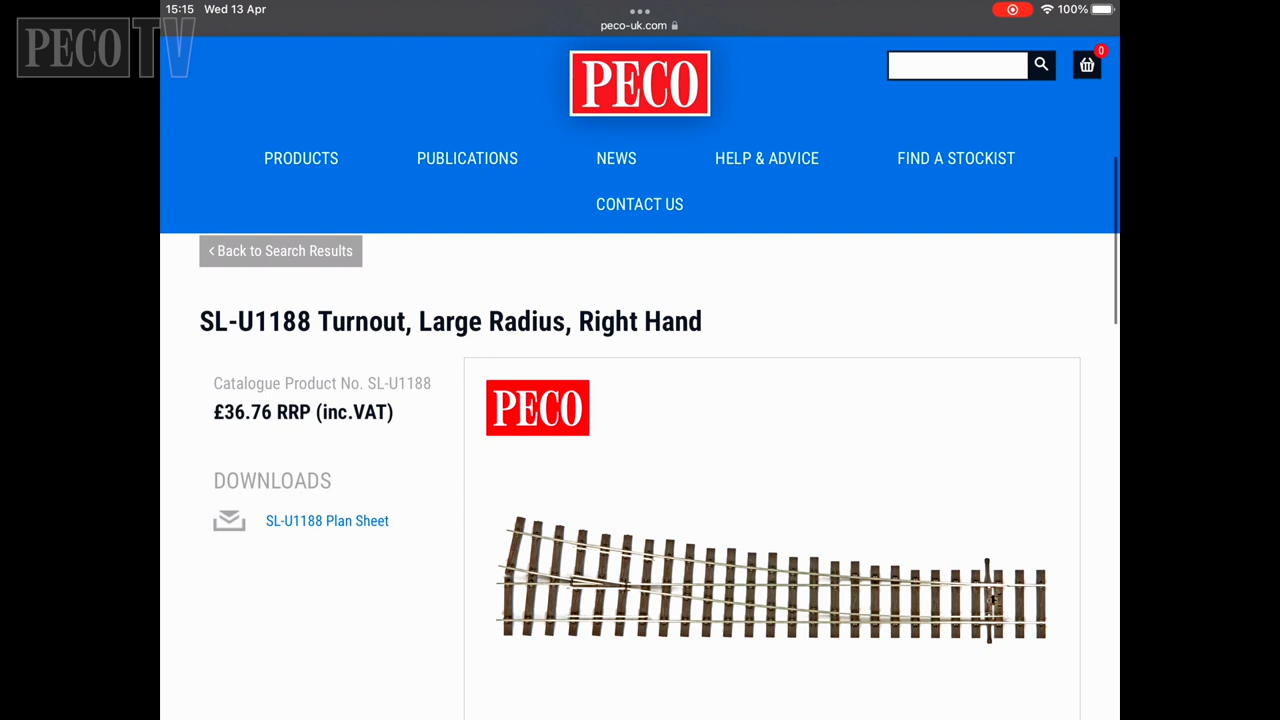 15:15 Wed 13 Apr
100%
peco-uk.com
PECO TV
PECO
0
PRODUCTS PUBLICATIONS NEWS HELP & ADVICE FIND A STOCKIST
CONTACT US
< Back to Search Results
SL-U1188 Turnout, Large Radius, Right Hand
Catalogue Product No. SL-U1188
£36.76 RRP (inc.VAT)
PECO
DOWNLOADS
SL-U1188 Plan Sheet